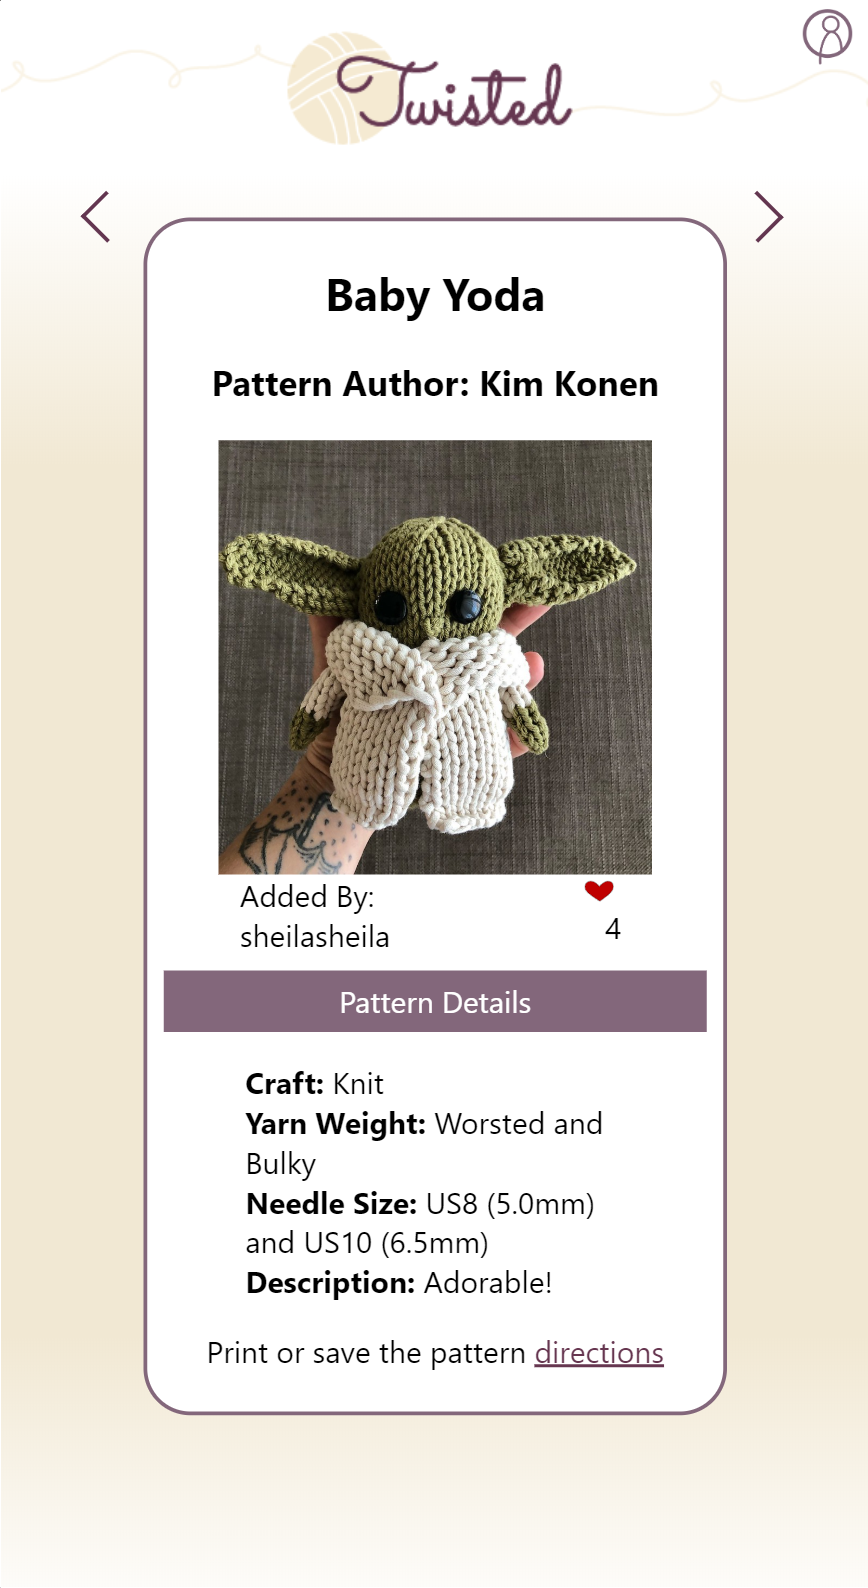 Twisted
Baby Yoda
Pattern Author: Kim Konen
Added By:
sheilasheila
4
Pattern Details
Craft: Knit
Yarn Weight: Worsted and
Bulky
Needle Size: US8 (5.0mm)
and US10 (6.5mm)
Description: Adorable!
Print or save the pattern directions